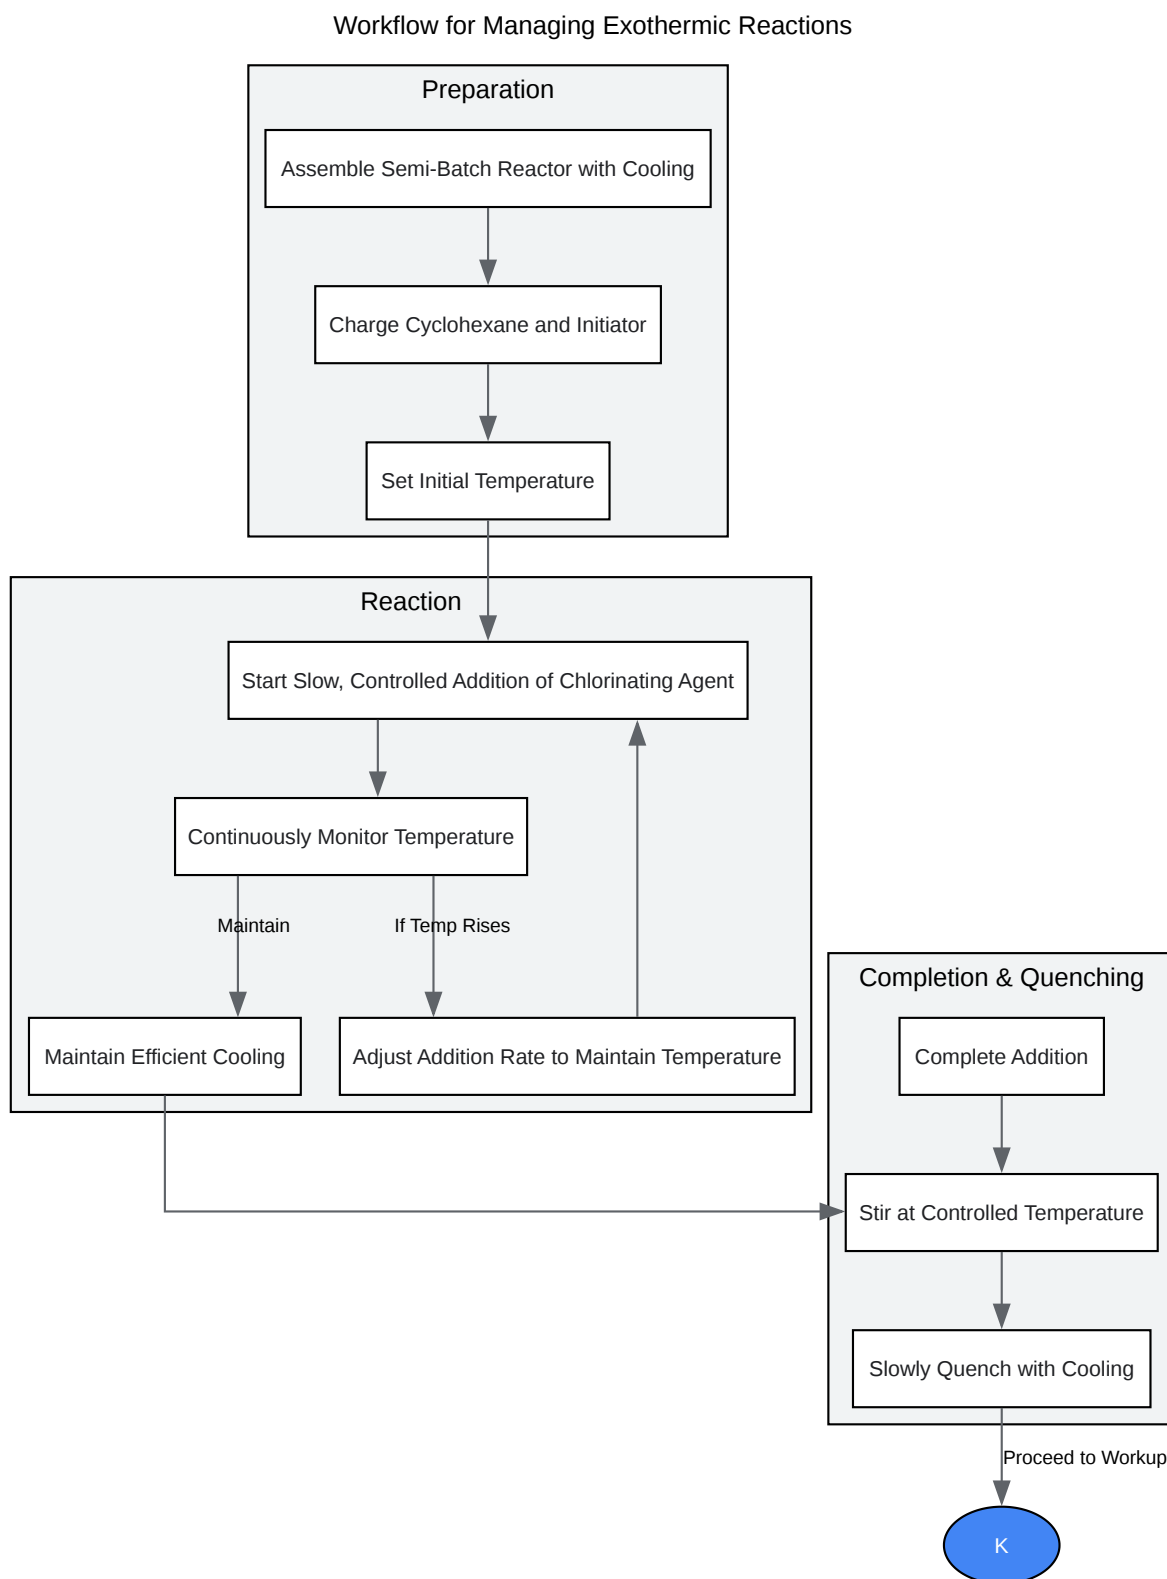 Workflow for Managing Exothermic Reactions
Preparation
Assemble Semi-Batch Reactor with Cooling
Charge Cyclohexane and Initiator
Set Initial Temperature
Reaction
Start Slow, Controlled Addition of Chlorinating Agent
Continuously Monitor Temperature
Maintain
If Temp Rises
Maintain Efficient Cooling
Adjust Addition Rate to Maintain Temperature
Completion & Quenching
Complete Addition
Stir at Controlled Temperature
Slowly Quench with Cooling
Proceed to Workup
K